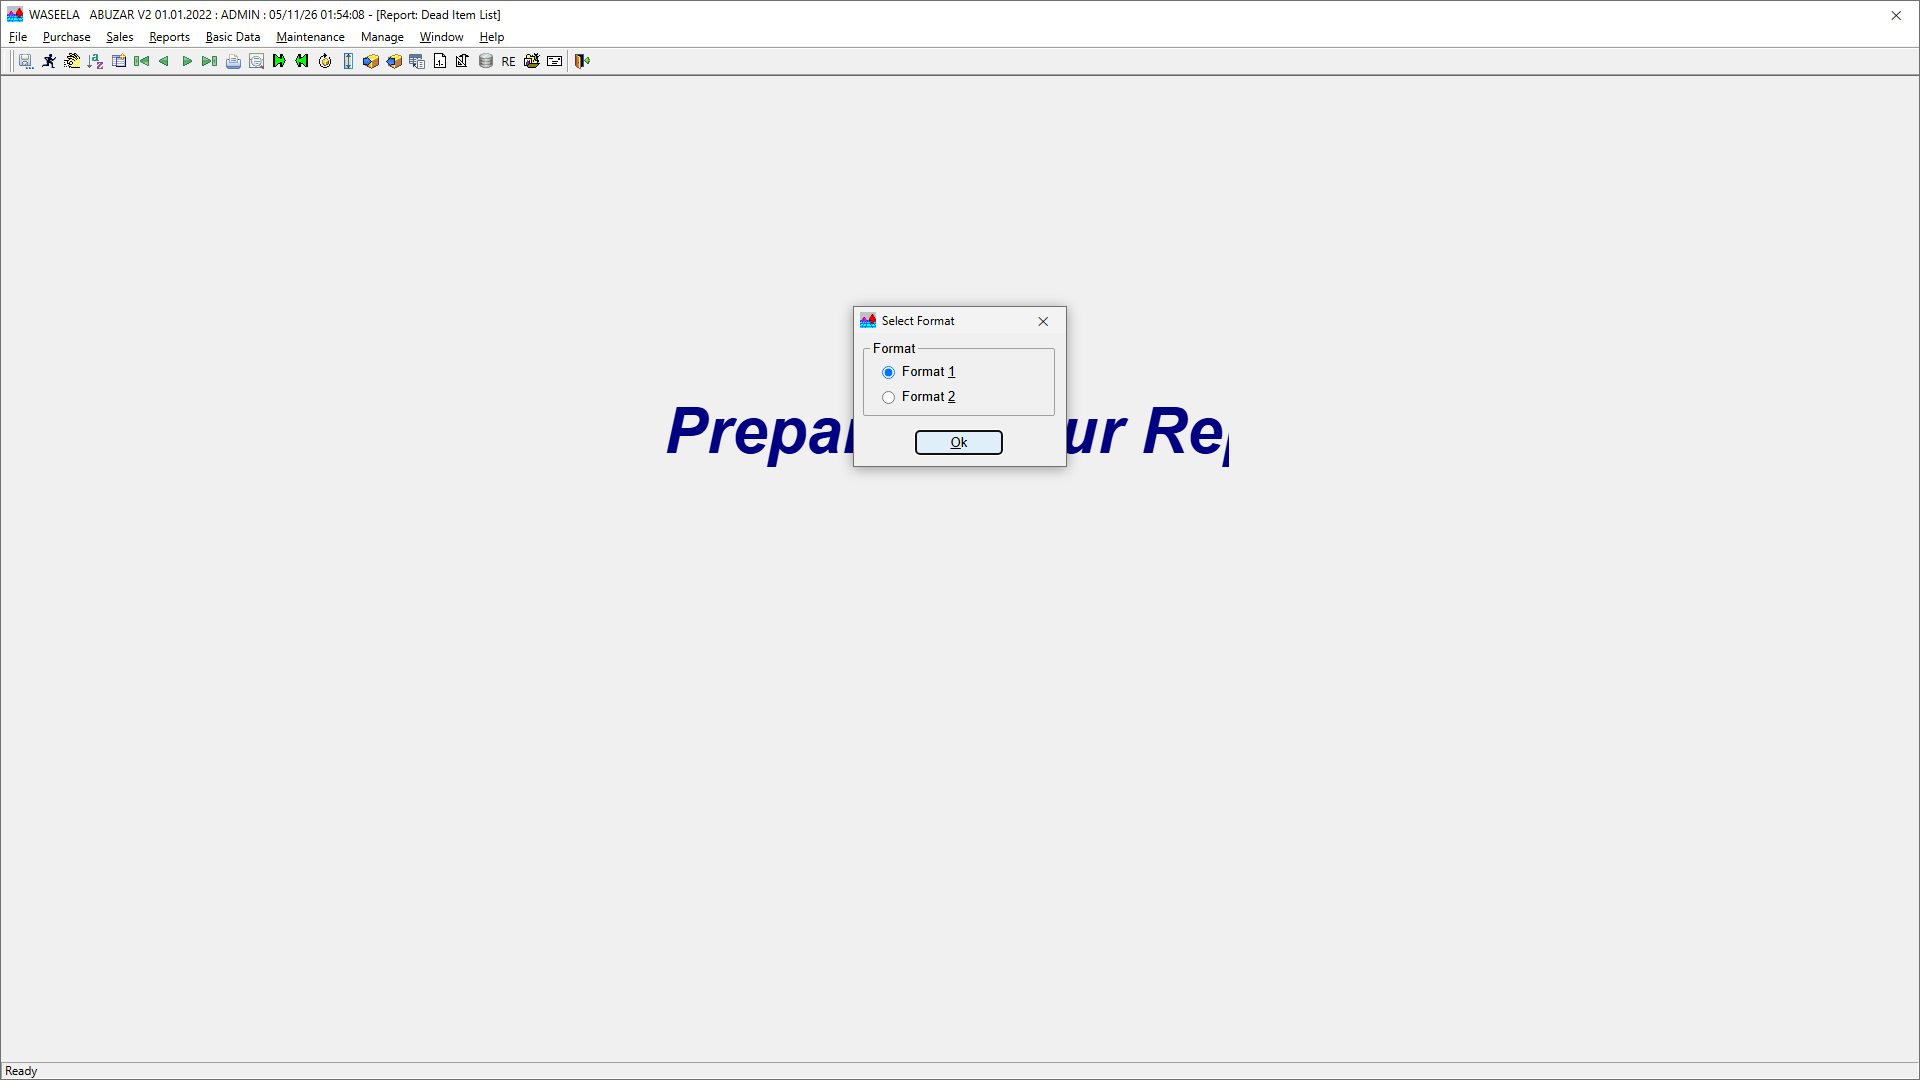 WASEELA ABUZAR V2 01.01.2022 : ADMIN : 05/11/26 01:54:08 - [Report: Dead Item List]
File Purchase Sales Reports Basic Data Maintenance Manage Window Help
RE
Select Format
Format
Format 1
Format 2
Ok
Prepar ur Rep
Ready